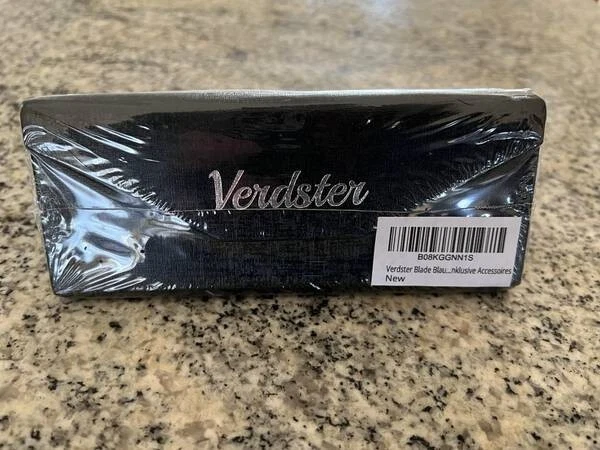 Verdster
B08KGGNN1S
Verdster Blade Blau...nklusive Accessoires
New